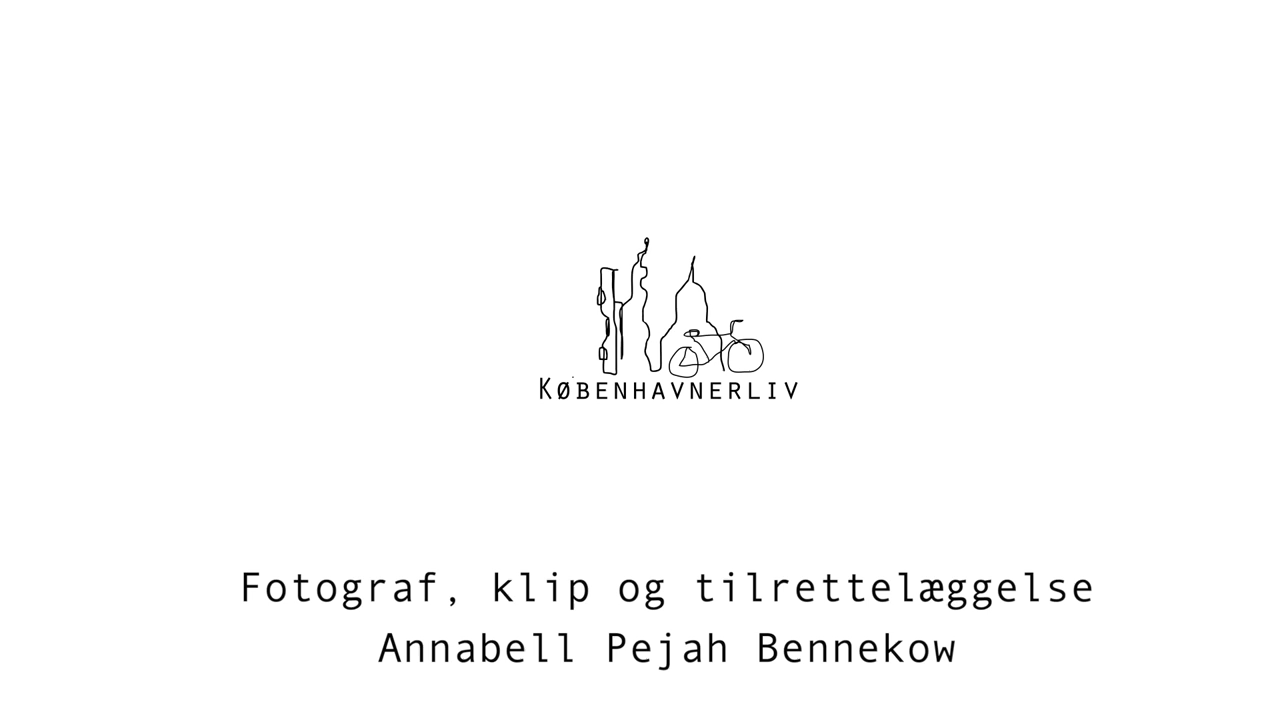 KØBENHAVNERLIV
Fotograf, klip og tilrettelæggelse
Annabell Pejah Bennekow